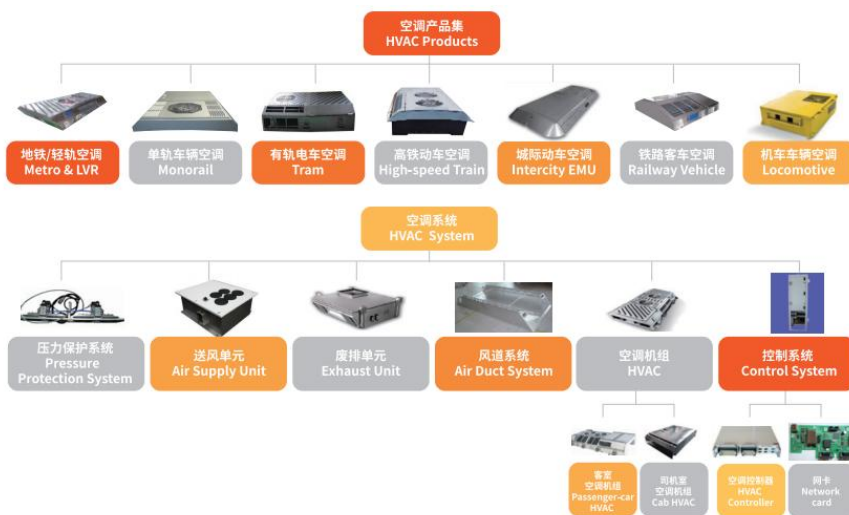 空调产品集
HVAC Products
地铁/轻轨空调
Metro & LVR
单轨车辆空调
Monorail
有轨电车空调
Tram
高铁动车空调
High-speed Train
城际动车空调
Intercity EMU
铁路客车空调
Railway Vehicle
机车车辆空调
Locomotive
空调系统
HVAC System
压力保护系统
Pressure
Protection System
送风单元
Air Supply Unit
废排单元
Exhaust Unit
风道系统
Air Duct System
空调机组
HVAC
控制系统
Control System
客室
空调机组
Passenger-car
HVAC
司机室
空调机组
Cab HVAC
空调控制器
HVAC
Controller
网卡
Network
card